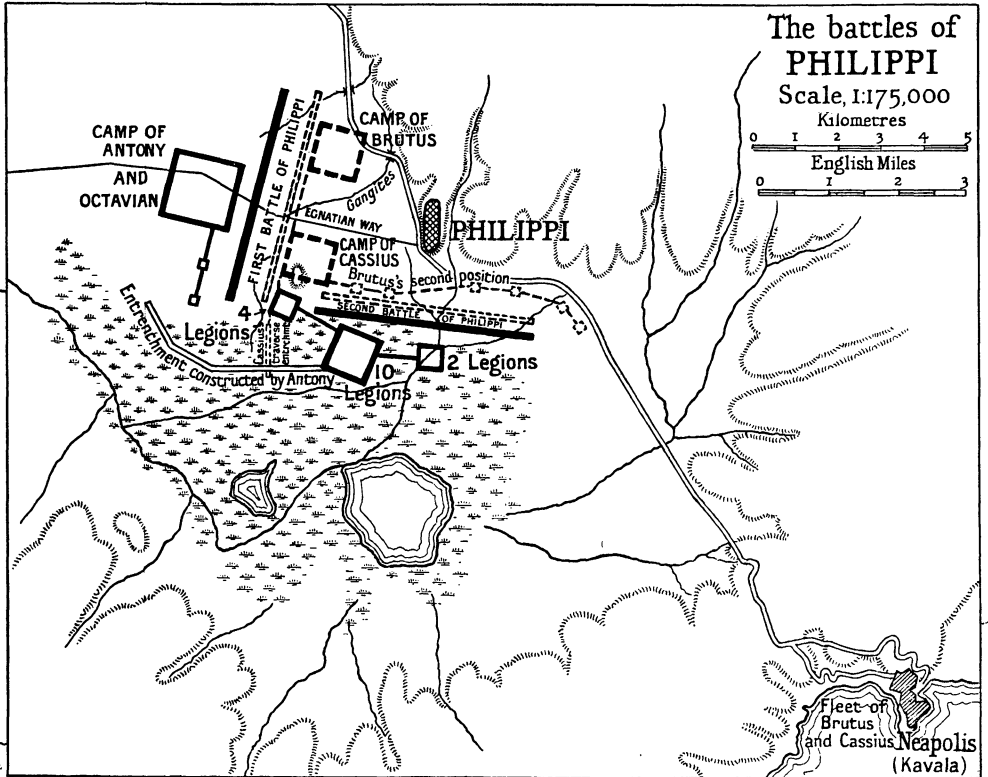 The battles of
PHILIPPI
Scale, 1:175,000
Kilometres
0 1 2 3 4 5
English Miles
0 1 2 3
CAMP OF
ANTONY
AND
OCTAVIAN
FIRST BATTLE OF PHILIPPI
CAMP OF
BRUTUS
Gangites
EGNATIAN WAY
PHILIPPI
CAMP OF
CASSIUS
Brutus's second position
SECOND BATTLE OF PHILIPPI
4
Legions
Cassius'
traverse
entrchmt
Entrenchment constructed by Antony
10
Legions
2 Legions
Fleet of
Brutus
and Cassius
Neapolis
(Kavala)